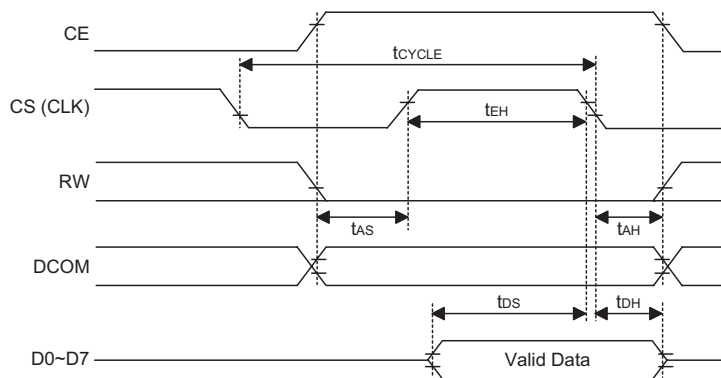 CE
tCYCLE
CS (CLK)
tEH
RW
tAS
tAH
DCOM
tDS
tDH
D0~D7
Valid Data